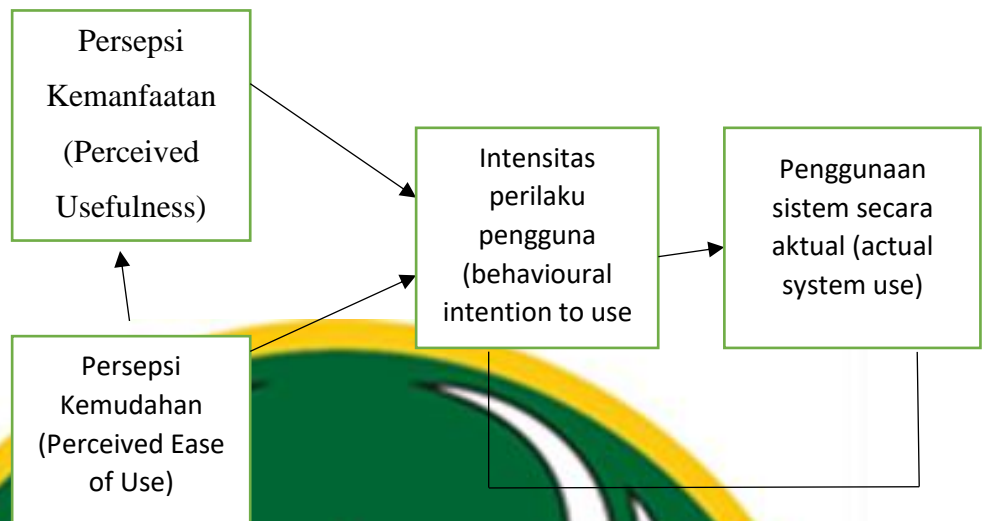 Persepsi
Kemanfaatan
(Perceived
Usefulness)
Intensitas
perilaku
pengguna
(behavioural
intention to use
Penggunaan
sistem secara
aktual (actual
system use)
Persepsi
Kemudahan
(Perceived Ease
of Use)